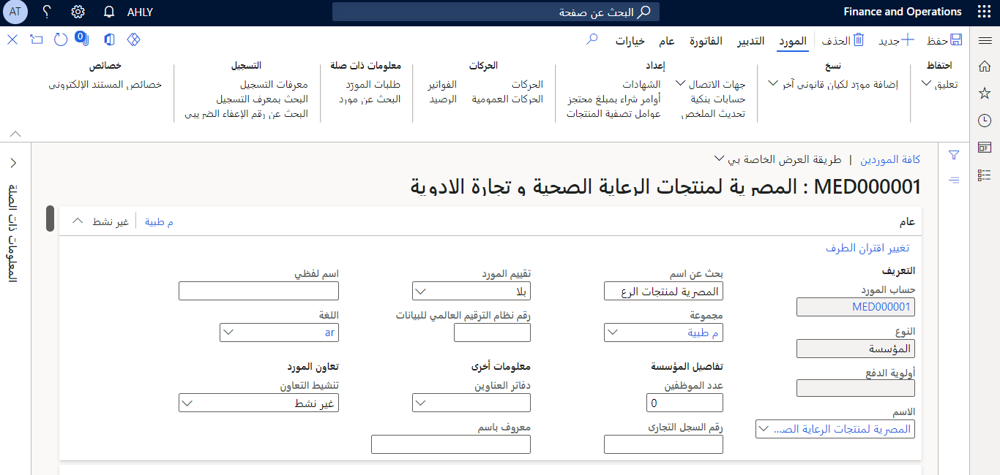 Finance and Operations
البحث عن صفحة
AHLY
AT
حفظ
جديد
الحذف
المورد
التدبير
الفاتورة
عام
خيارات
0
احتفاظ
تعليق
نسخ
إضافة مورّد لكيان قانوني آخر
إعداد
جهات الاتصال
حسابات بنكية
تحديث الملخص
الشهادات
أوامر شراء بمبلغ محتجز
عوامل تصفية المنتجات
الحركات
الحركات
الحركات العمومية
الفواتير
الرصيد
معلومات ذات صلة
طلبات المورّد
البحث عن مورد
التسجيل
معرفات التسجيل
البحث بمعرف التسجيل
البحث عن رقم الإعفاء الضريبي
خصائص
خصائص المستند الإلكتروني
كافة الموردين | طريقة العرض الخاصة بي
MED000001 : المصرية لمنتجات الرعاية الصحية و تجارة الادوية
المعلومات ذات الصلة
عام
م طبية
غير نشط
تغيير اقتران الطرف
التعريف
حساب المورد
MED000001
النوع
المؤسسة
أولوية الدفع
الاسم
المصرية لمنتجات الرعاية الصـ...
بحث عن اسم
المصرية لمنتجات الرع
مجموعة
م طبية
تفاصيل المؤسسة
عدد الموظفين
0
رقم السجل التجاري
تقييم المورد
بلا
رقم نظام الترقيم العالمي للبيانات
معلومات أخرى
دفاتر العناوين
معروف باسم
اسم لفظي
اللغة
ar
تعاون المورد
تنشيط التعاون
غير نشط